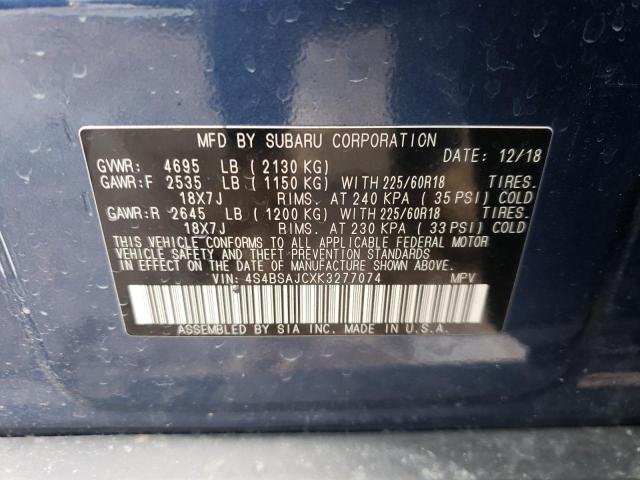 MFD BY SUBARU CORPORATION
GVWR: 4695 LB (2130 KG) DATE: 12/18
GAWR:F 2535 LB (1150 KG) WITH 225/60R18 TIRES.
18X7J RIMS. AT 240 KPA (35 PSI) COLD
GAWR:R 2645 LB (1200 KG) WITH 225/60R18 TIRES.
18X7J RIMS. AT 230 KPA (33 PSI) COLD
THIS VEHICLE CONFORMS TO ALL APPLICABLE FEDERAL MOTOR
VEHICLE SAFETY AND THEFT PREVENTION STANDARDS
IN EFFECT ON THE DATE OF MANUFACTURE SHOWN ABOVE.
VIN: 4S4BSAJCXK3277074 MPV
ASSEMBLED BY SIA INC. MADE IN U.S.A.